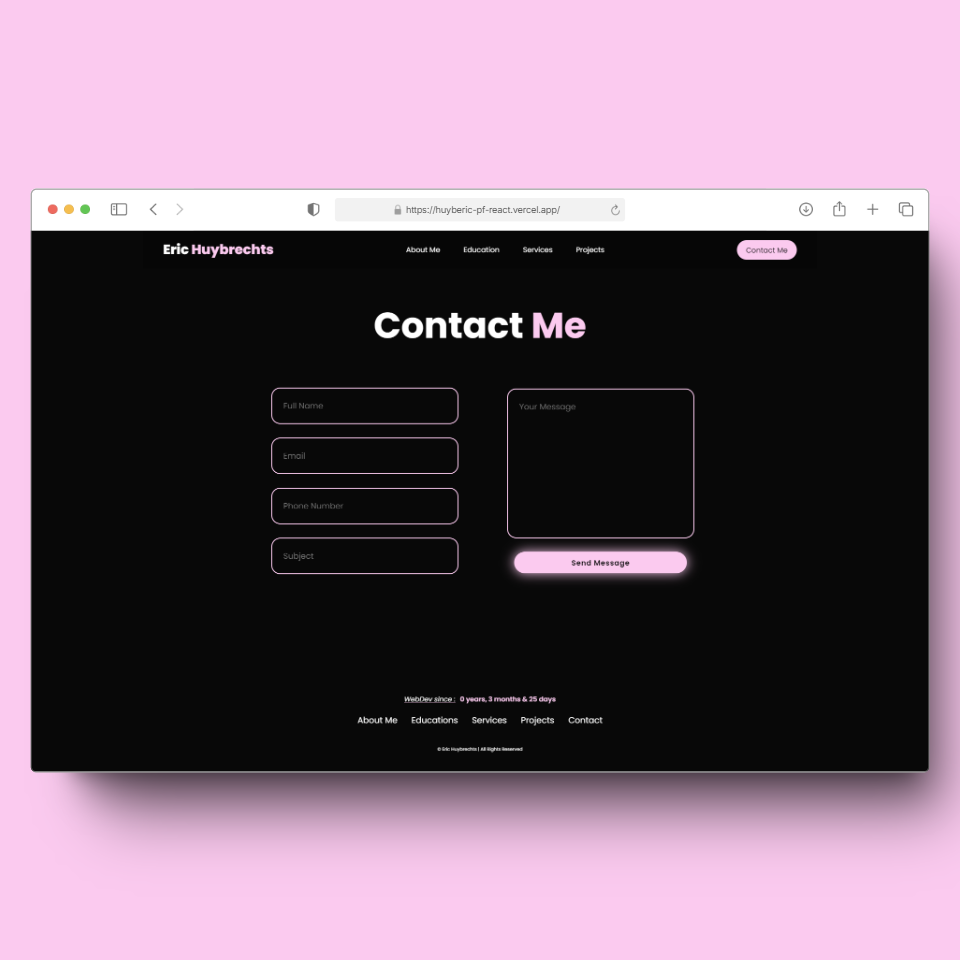 https://huyberic-pf-react.vercel.app/
Eric Huybrechts
About Me Education Services Projects
Contact Me
Contact Me
Full Name
Email
Phone Number
Subject
Your Message
Send Message
WebDev since : 0 years, 3 months & 25 days
About Me Educations Services Projects Contact
© Eric Huybrechts | All Rights Reserved